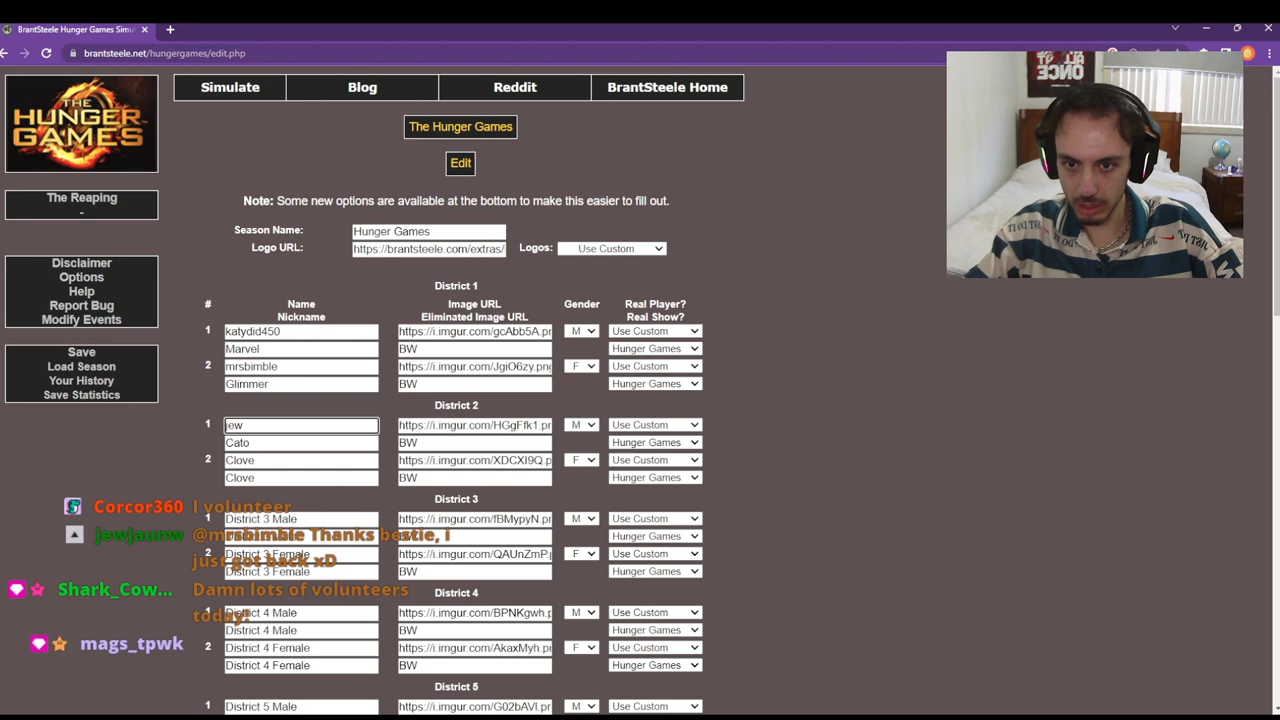 BrantSteele Hunger Games Simu
brantsteele.net/hungergames/edit.php
THE HUNGER GAMES
Simulate Blog Reddit BrantSteele Home
The Hunger Games
Edit
The Reaping
-
Disclaimer
Options
Help
Report Bug
Modify Events
Save
Load Season
Your History
Save Statistics
Note: Some new options are available at the bottom to make this easier to fill out.
Season Name: Hunger Games
Logo URL: https://brantsteele.com/extras/ Logos: Use Custom
District 1
# Name Image URL Gender Real Player?
Nickname Eliminated Image URL Real Show?
1 katydid450 https://i.imgur.com/gcAbb5A.pr M Use Custom
Marvel BW Hunger Games
2 mrsbimble https://i.imgur.com/JgiO6zy.png F Use Custom
Glimmer BW Hunger Games
District 2
1 jew https://i.imgur.com/HGgFfk1.pr M Use Custom
Cato BW Hunger Games
2 Clove https://i.imgur.com/XDCXI9Q.p F Use Custom
Clove BW Hunger Games
District 3
1 District 3 Male https://i.imgur.com/fBMypyN.pr M Use Custom
Hunger Games
2 District 3 Female https://i.imgur.com/QAUnZmP.j F Use Custom
District 3 Female BW Hunger Games
District 4
1 District 4 Male https://i.imgur.com/BPNKgwh.p M Use Custom
District 4 Male BW Hunger Games
2 District 4 Female https://i.imgur.com/AkaxMyh.j F Use Custom
District 4 Female BW Hunger Games
District 5
1 District 5 Male https://i.imgur.com/G02bAVI.p M Use Custom
Corcor360 I volunteer
jewjaunw @mrsbimble Thanks bestie, i
just got back xD
Shark_Cow... Damn lots of volunteers
today!
mags_tpwk